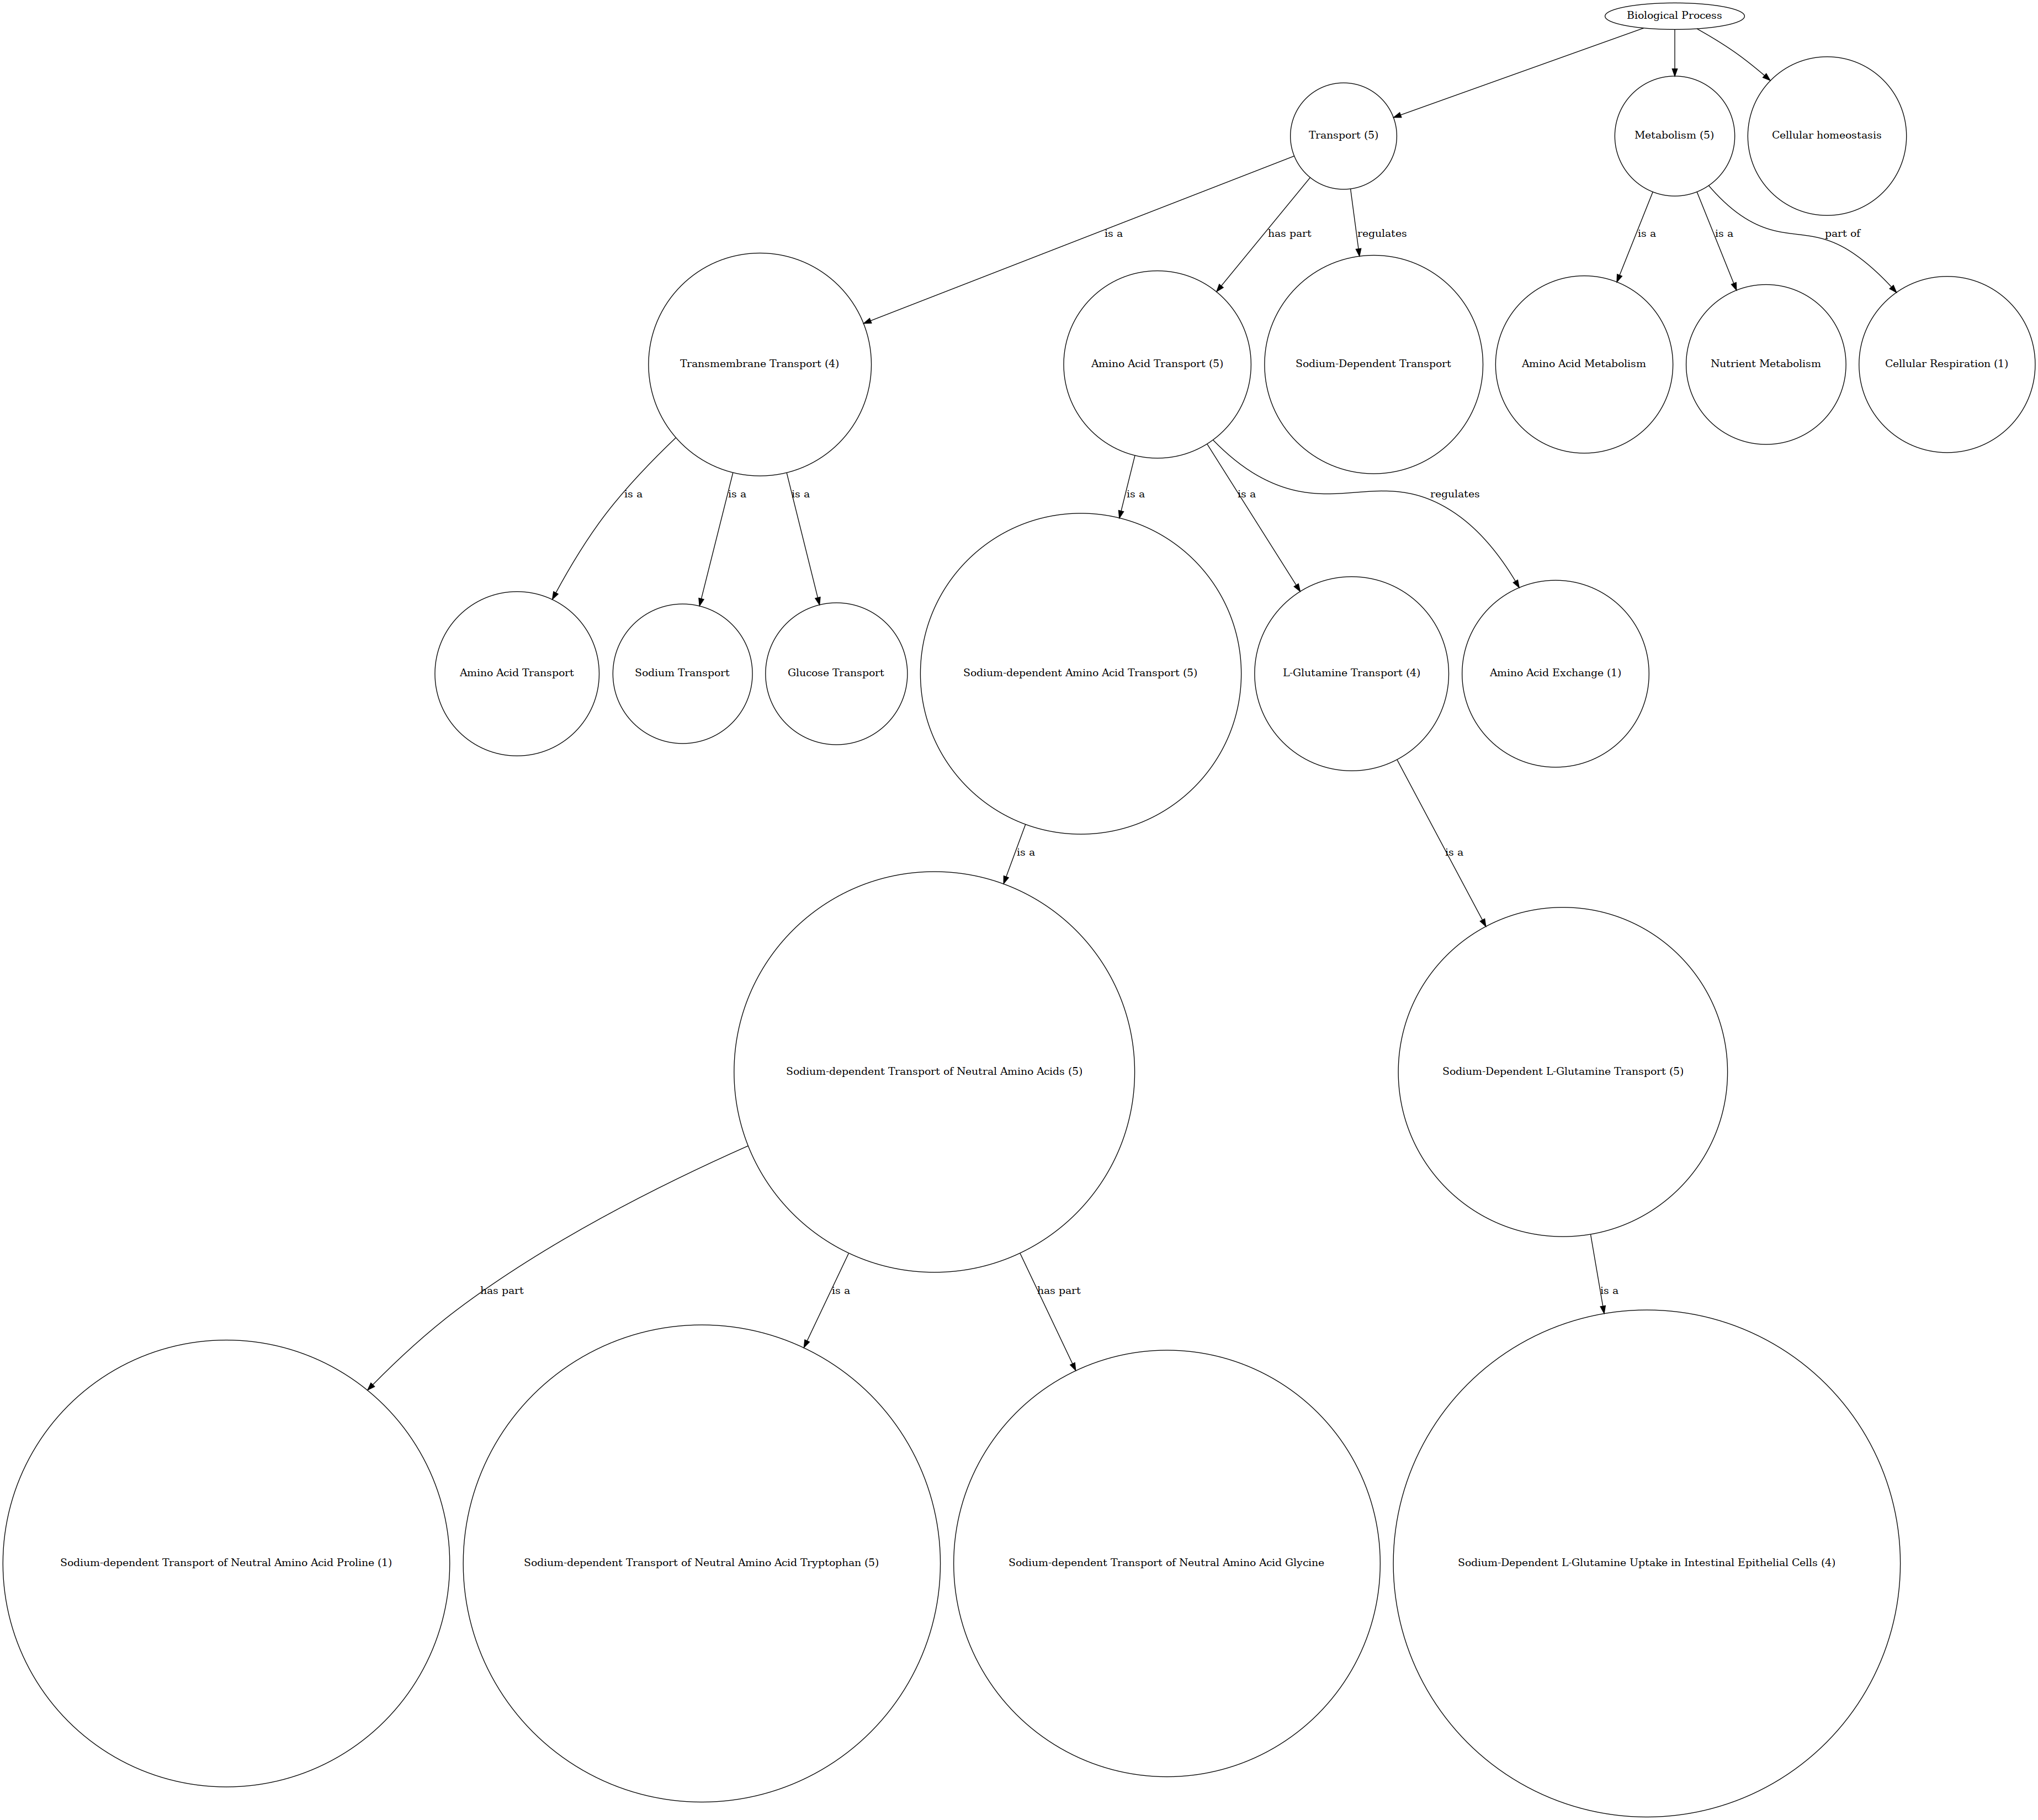 Biological Process
Transport (5)
Metabolism (5)
Cellular homeostasis
is a
has part
regulates
is a
is a
part of
Transmembrane Transport (4)
Amino Acid Transport (5)
Sodium-Dependent Transport
Amino Acid Metabolism
Nutrient Metabolism
Cellular Respiration (1)
is a
is a
is a
is a
is a
regulates
Amino Acid Transport
Sodium Transport
Glucose Transport
Sodium-dependent Amino Acid Transport (5)
L-Glutamine Transport (4)
Amino Acid Exchange (1)
is a
is a
Sodium-dependent Transport of Neutral Amino Acids (5)
Sodium-Dependent L-Glutamine Transport (5)
has part
is a
has part
is a
Sodium-dependent Transport of Neutral Amino Acid Proline (1)
Sodium-dependent Transport of Neutral Amino Acid Tryptophan (5)
Sodium-dependent Transport of Neutral Amino Acid Glycine
Sodium-Dependent L-Glutamine Uptake in Intestinal Epithelial Cells (4)